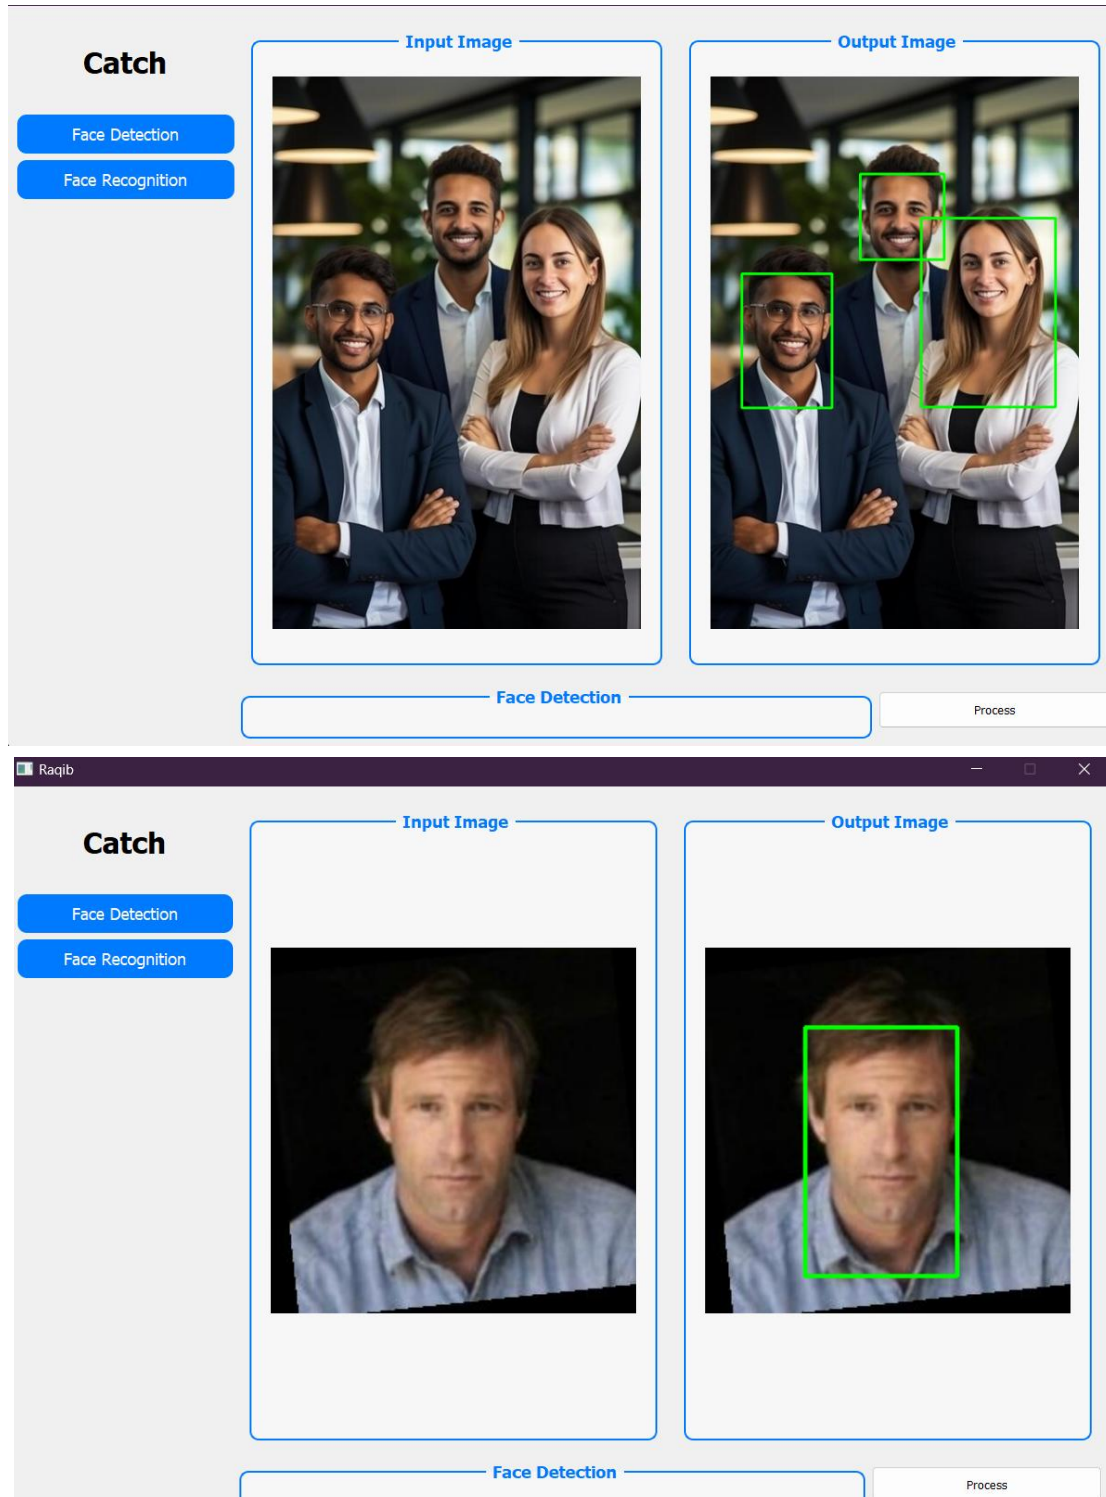 Catch
Face Detection
Face Recognition
Input Image
Output Image
Face Detection
Process
Raqib
Catch
Face Detection
Face Recognition
Input Image
Output Image
Face Detection
Process